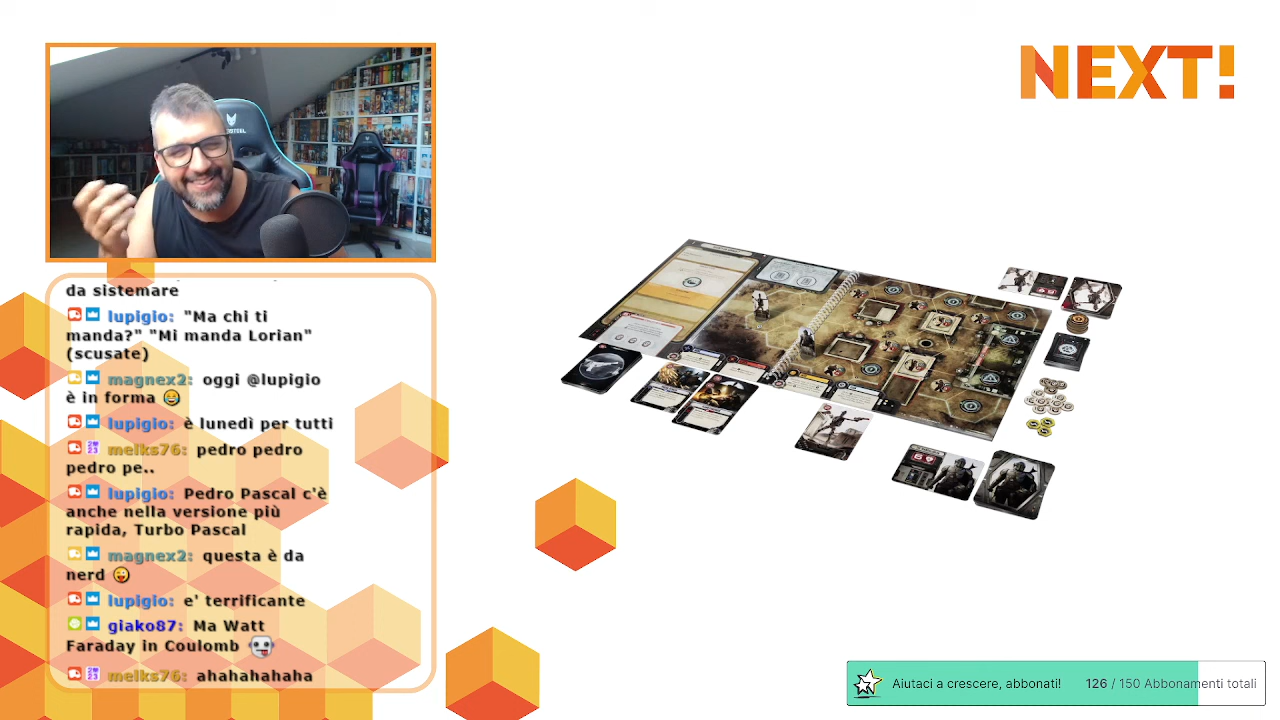 NEXT!
da sistemare
lupigio: "Ma chi ti
manda?" "Mi manda Lorian"
(scusate)
magnex2: oggi @lupigio
è in forma 😂
lupigio: è lunedì per tutti
melks76: pedro pedro
pedro pe..
lupigio: Pedro Pascal c'è
anche nella versione più
rapida, Turbo Pascal
magnex2: questa è da
nerd 😜
lupigio: e' terrificante
giako87: Ma Watt
Faraday in Coulomb
melks76: ahahahahaha
Aiutaci a crescere, abbonati! 126 / 150 Abbonamenti totali